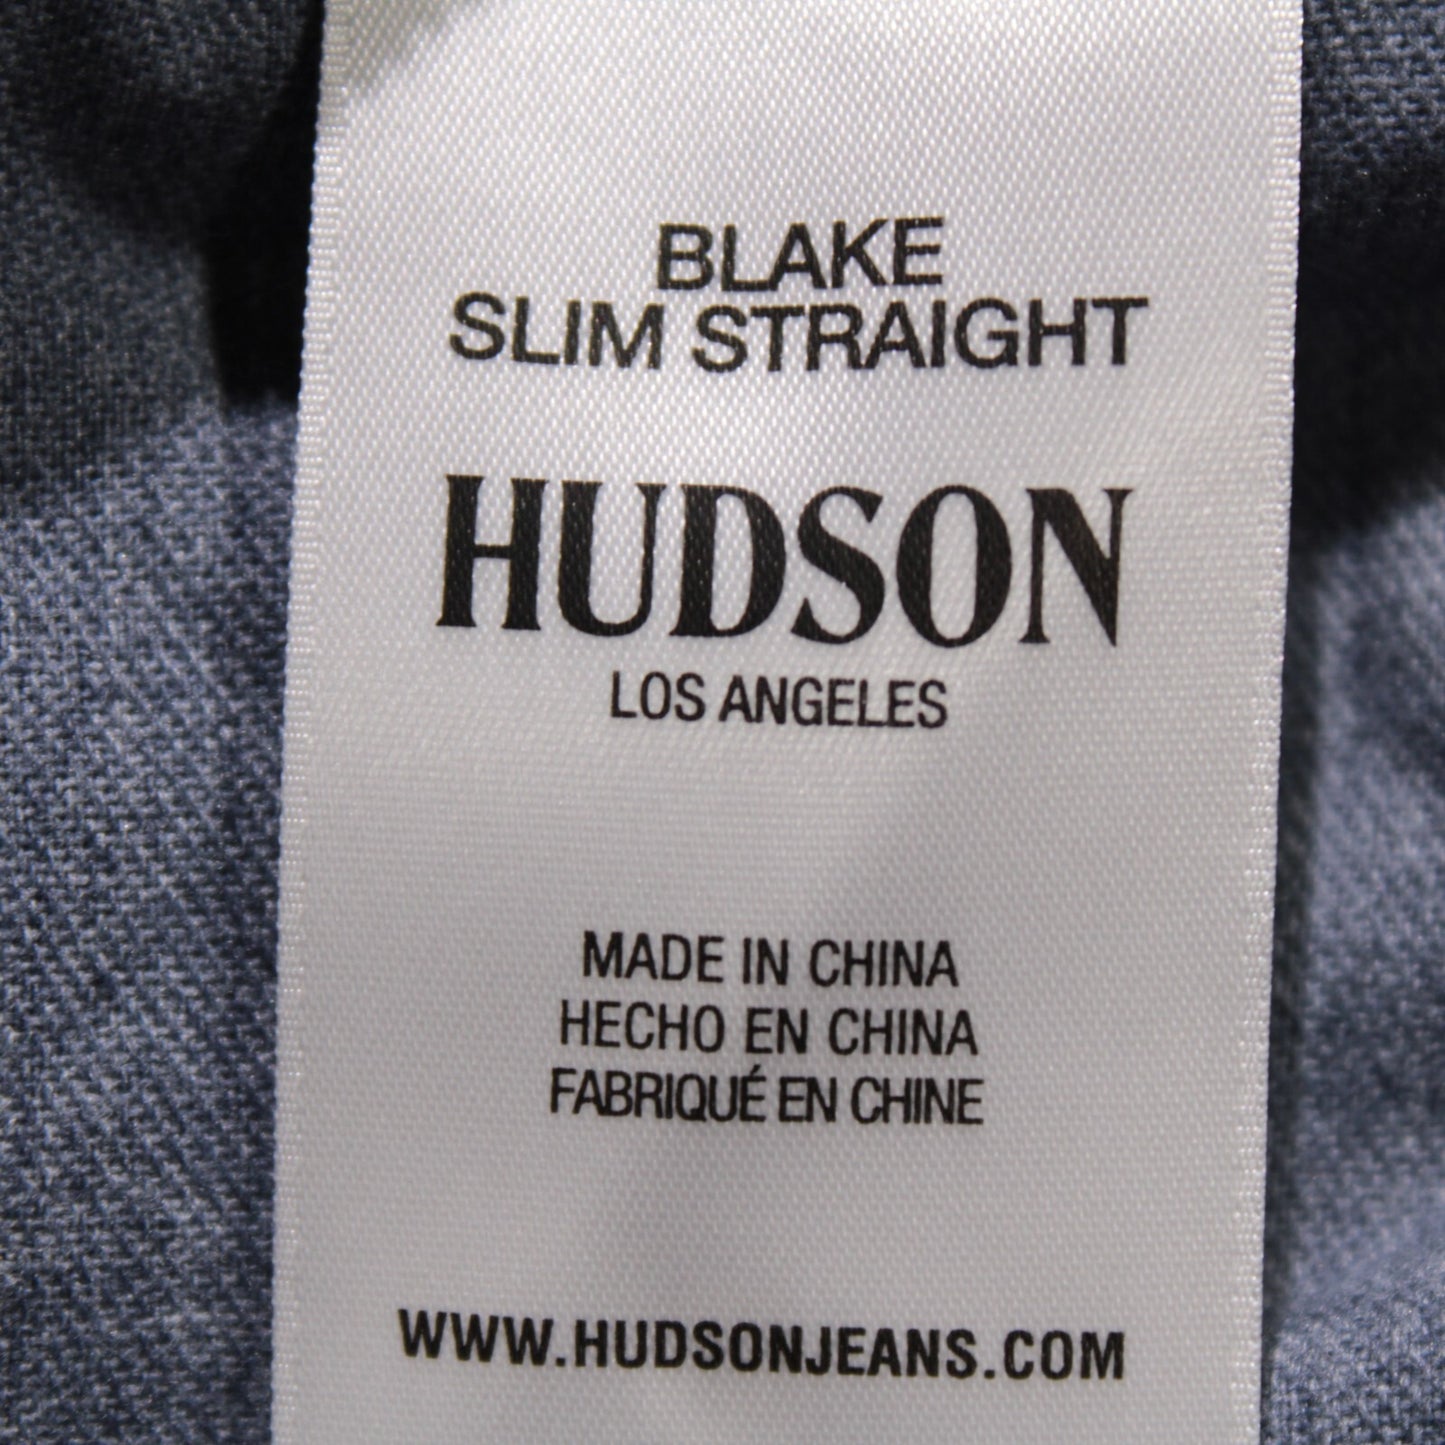 BLAKE
SLIM STRAIGHT
HUDSON
LOS ANGELES
MADE IN CHINA
HECHO EN CHINA
FABRIQUÉ EN CHINE
WWW.HUDSONJEANS.COM